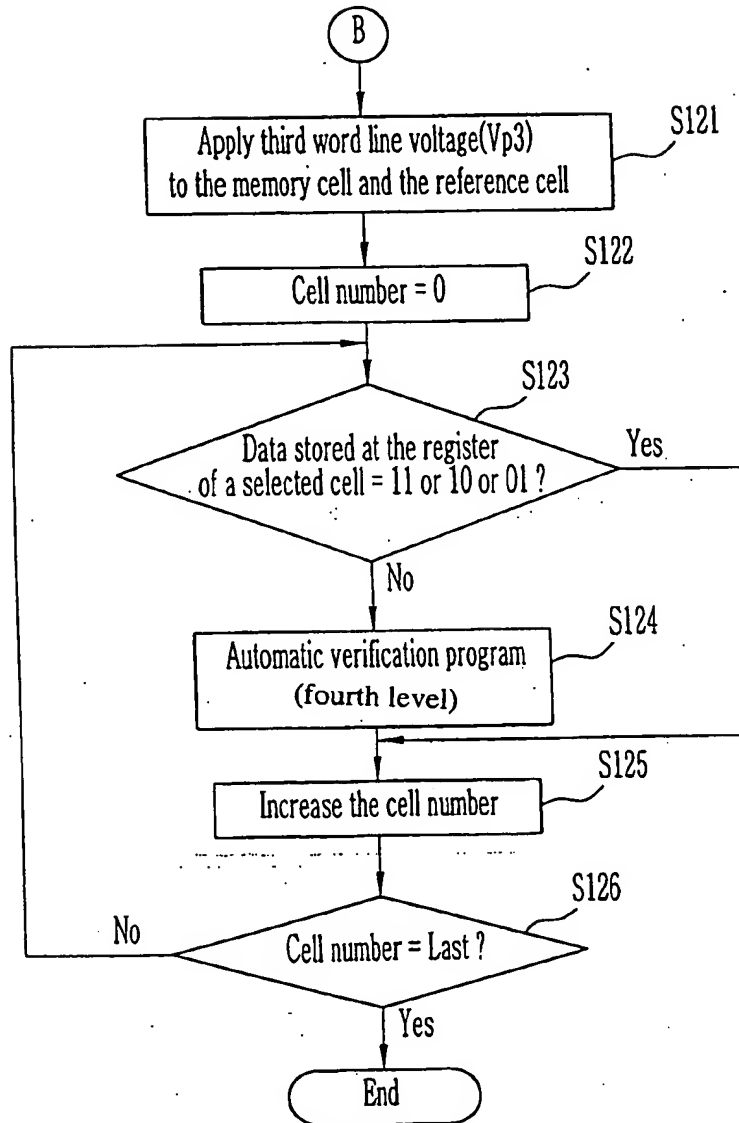 B
Apply third word line voltage(Vp3)
to the memory cell and the reference cell
S121
S122
Cell number = 0
S123
Data stored at the register
of a selected cell = 11 or 10 or 01 ?
Yes
No
S124
Automatic verification program
(fourth level)
S125
Increase the cell number
S126
No
Cell number = Last ?
Yes
End